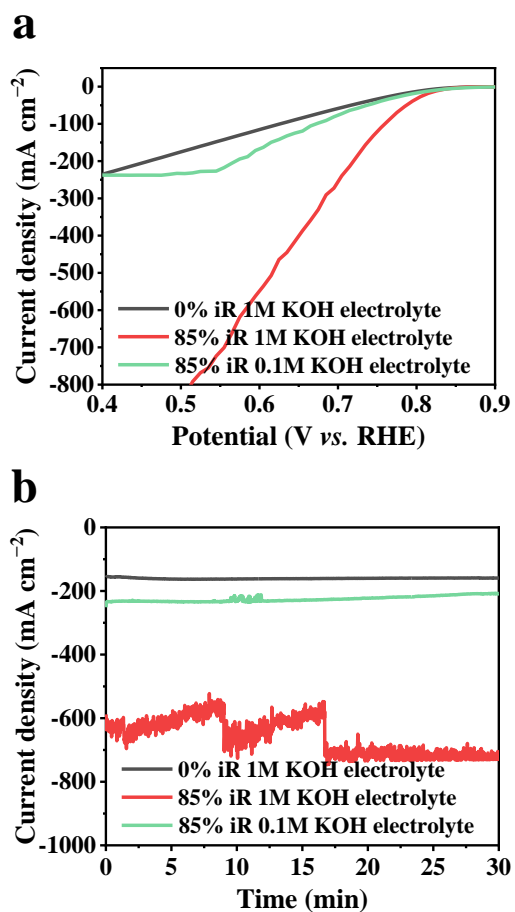 a
Current density (mA cm⁻²)
0
-100
-200
-300
-400
-500
-600
-700
-800
0% iR 1M KOH electrolyte
85% iR 1M KOH electrolyte
85% iR 0.1M KOH electrolyte
0.4 0.5 0.6 0.7 0.8 0.9
Potential (V vs. RHE)
b
Current density (mA cm⁻²)
0
-200
-400
-600
-800
-1000
0% iR 1M KOH electrolyte
85% iR 1M KOH electrolyte
85% iR 0.1M KOH electrolyte
0 5 10 15 20 25 30
Time (min)